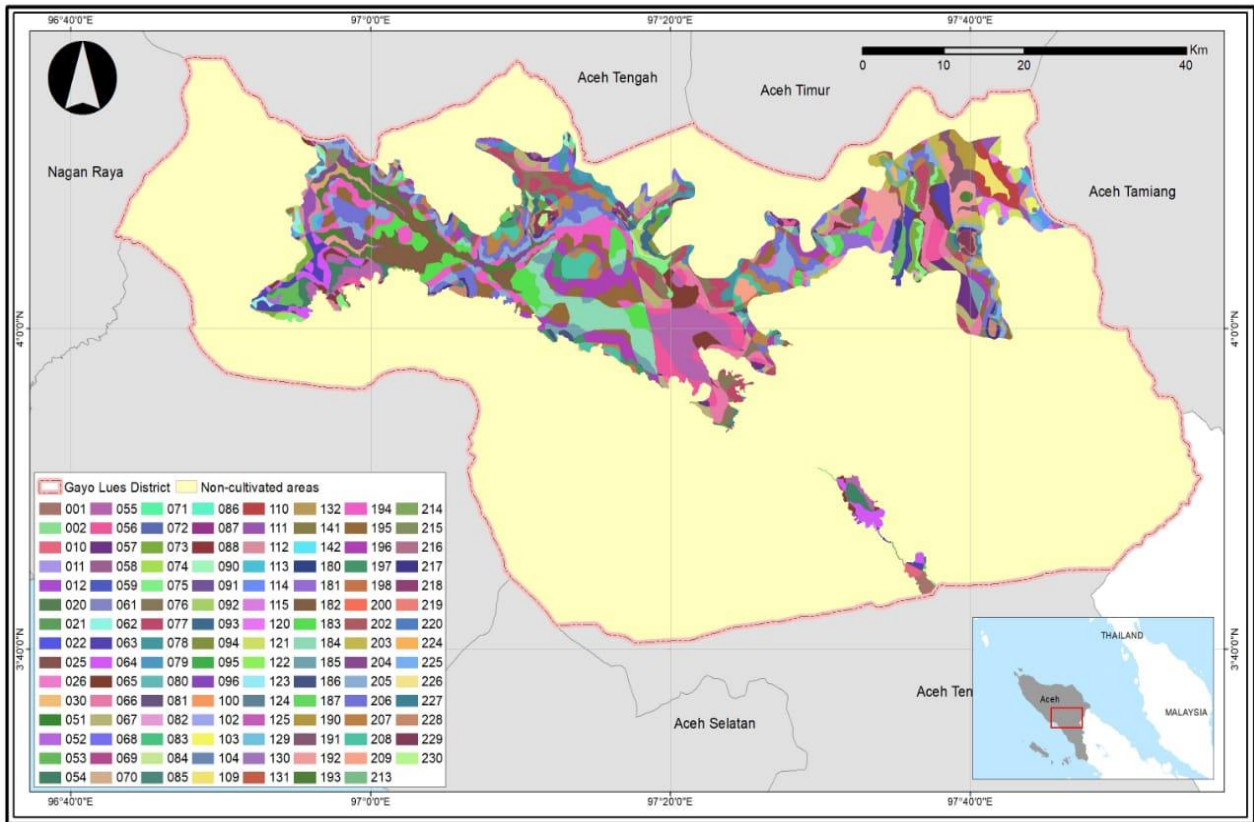 96°40'0"E 97°0'0"E 97°20'0"E 97°40'0"E
Km
0 10 20 40
Aceh Tengah
Aceh Timur
Nagan Raya
Aceh Tamiang
4°0'0"N 4°0'0"N
Gayo Lues District Non-cultivated areas
001 055 071 086 110 132 194 214
002 056 072 087 111 141 195 215
010 057 073 088 112 142 196 216
011 058 074 090 113 180 197 217
012 059 075 091 114 181 198 218
020 061 076 092 115 182 200 219
021 062 077 093 120 183 202 220
022 063 078 094 121 184 203 224
025 064 079 095 122 185 204 225
026 065 080 096 123 186 205 226
030 066 081 100 124 187 206 227
051 067 082 102 125 190 207 228
052 068 083 103 129 191 208 229
053 069 084 104 130 192 209 230
054 070 085 109 131 193 213
3°40'0"N 3°40'0"N
THAILAND
Aceh Ten
Aceh
MALAYSIA
Aceh Selatan
96°40'0"E 97°0'0"E 97°20'0"E 97°40'0"E